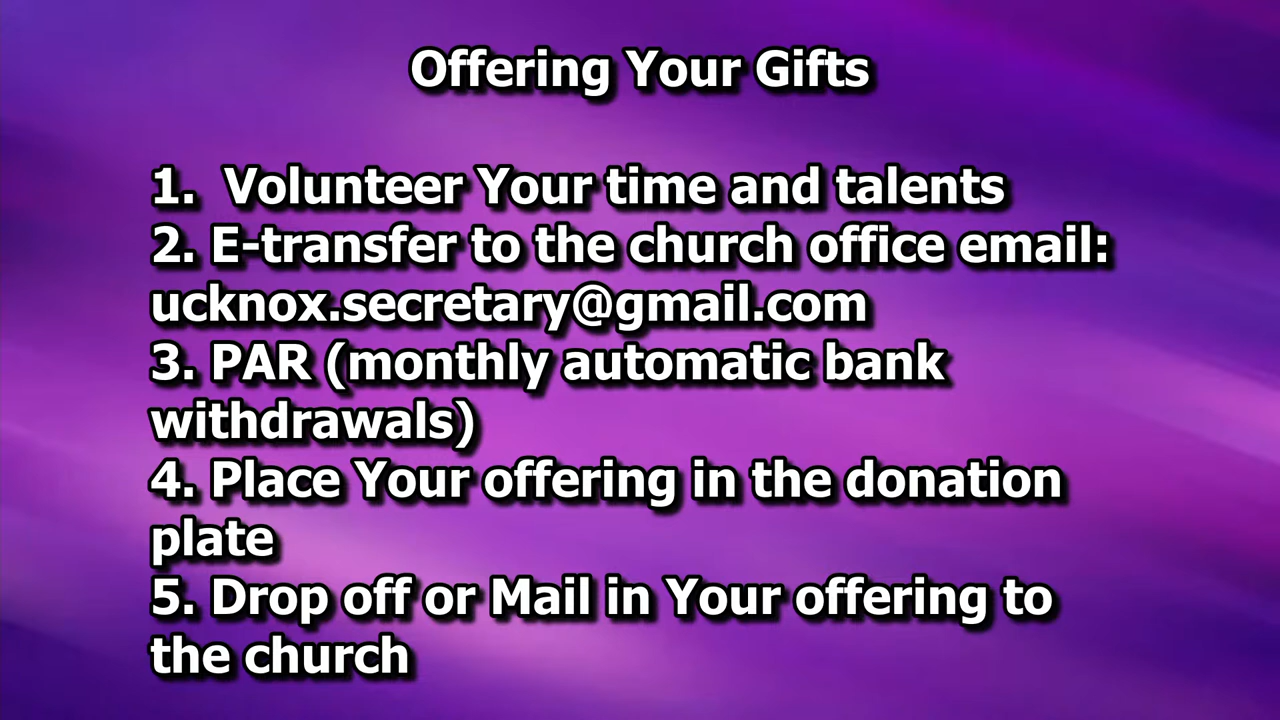 Offering Your Gifts
1.  Volunteer Your time and talents
2. E-transfer to the church office email:
ucknox.secretary@gmail.com
3. PAR (monthly automatic bank
withdrawals)
4. Place Your offering in the donation
plate
5. Drop off or Mail in Your offering to
the church